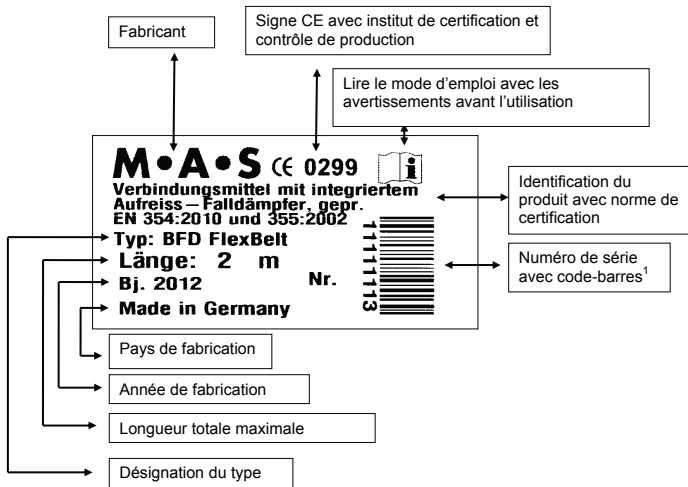 Fabricant
Signe CE avec institut de certification et
contrôle de production
Lire le mode d'emploi avec les
avertissements avant l'utilisation
M•A•S CE 0299
i
Verbindungsmittel mit integriertem
Aufreiss – Falldämpfer, gepr.
EN 354:2010 und 355:2002
Typ: BFD FlexBelt
Länge: 2 m
Bj. 2012
Nr.
Made in Germany
Identification du
produit avec norme de
certification
Numéro de série
avec code-barres¹
Pays de fabrication
Année de fabrication
Longueur totale maximale
Désignation du type